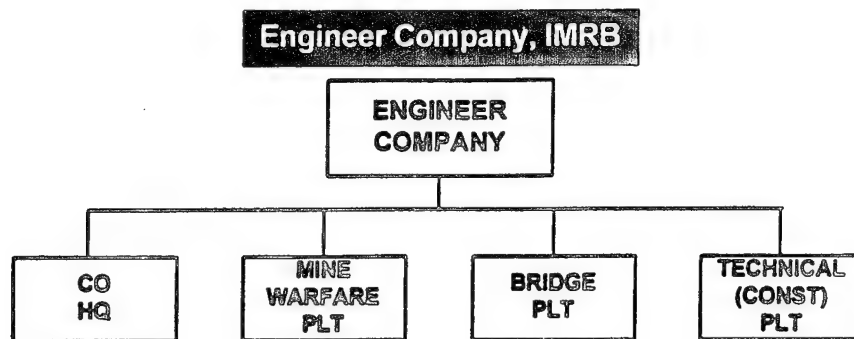 Engineer Company, IMRB
ENGINEER
COMPANY
CO
HQ
MINE
WARFARE
PLT
BRIDGE
PLT
TECHNICAL
(CONST)
PLT